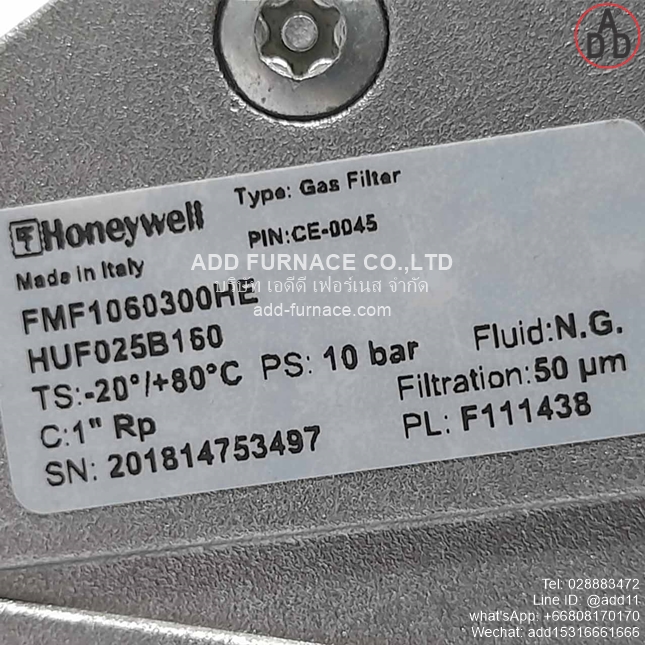 ADD
Honeywell Type: Gas Filter
PIN:CE-0045
Made in Italy
ADD FURNACE CO.,LTD
บริษัท เอดีดี เฟอร์เนส จำกัด
add-furnace.com
FMF1060300HE
HUF025B160 Fluid:N.G.
TS:-20°/+80°C PS: 10 bar Filtration:50 µm
C:1" Rp PL: F111438
SN: 201814753497
Tel: 028883472
Line ID: @add11
what'sApp: +66808170170
Wechat: add15316661666